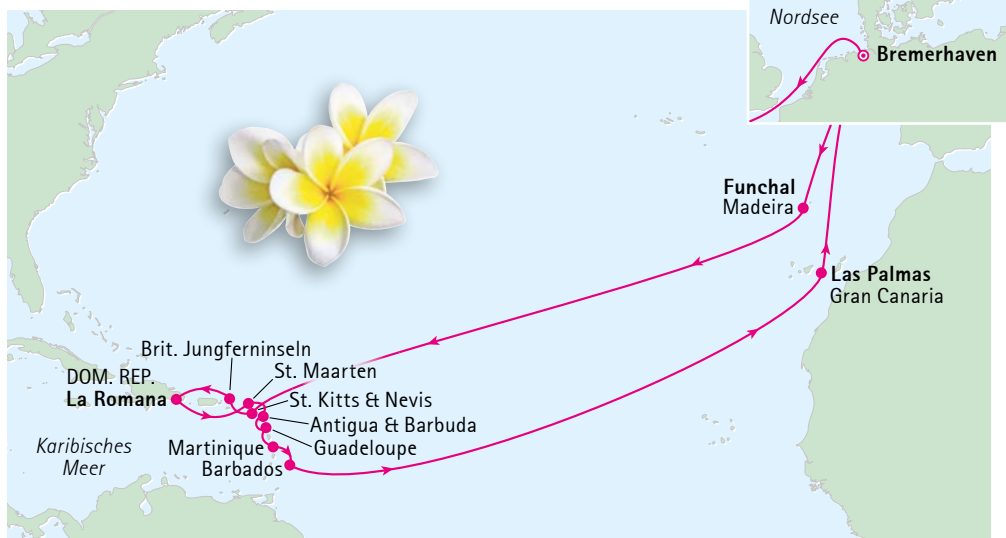 Nordsee
Bremerhaven
Funchal
Madeira
Las Palmas
Gran Canaria
Brit. Jungferninseln
St. Maarten
DOM. REP.
La Romana
St. Kitts & Nevis
Antigua & Barbuda
Guadeloupe
Karibisches
Meer
Martinique
Barbados